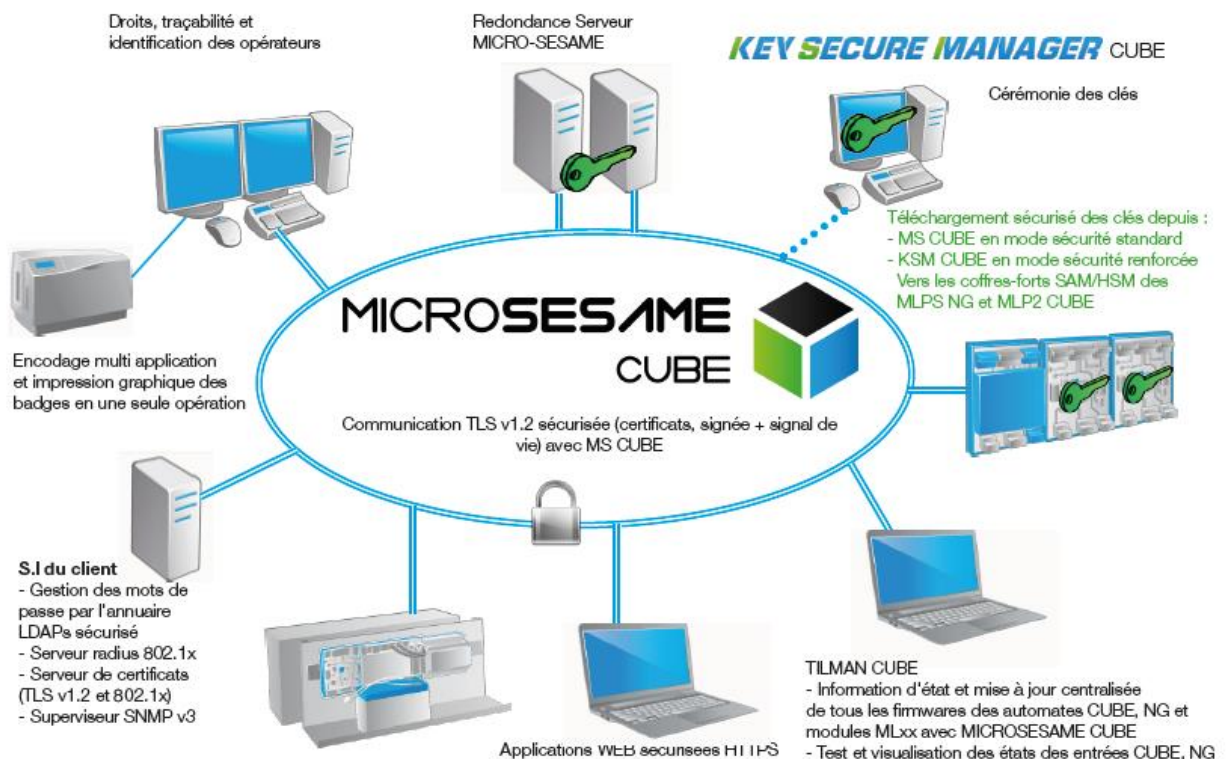 Droits, traçabilité et
identification des opérateurs
Redondance Serveur
MICRO-SESAME
KEY SECURE MANAGER CUBE
Cérémonie des clés
Téléchargement sécurisé des clés depuis :
- MS CUBE en mode sécurité standard
- KSM CUBE en mode sécurité renforcée
Vers les coffres-forts SAM/HSM des
MLPS NG et MLP2 CUBE
MICROSESAME
CUBE
Communication TLS v1.2 sécurisée (certificats, signée + signal de
vie) avec MS CUBE
Encodage multi application
et impression graphique des
badges en une seule opération
S.I du client
- Gestion des mots de
passe par l'annuaire
LDAPs sécurisé
- Serveur radius 802.1x
- Serveur de certificats
(TLS v1.2 et 802.1x)
- Superviseur SNMP v3
Applications WEB sécurisées HTTPS
TILMAN CUBE
- Information d'état et mise à jour centralisée
de tous les firmwares des automates CUBE, NG et
modules MLxx avec MICROSESAME CUBE
- Test et visualisation des états des entrées CUBE, NG